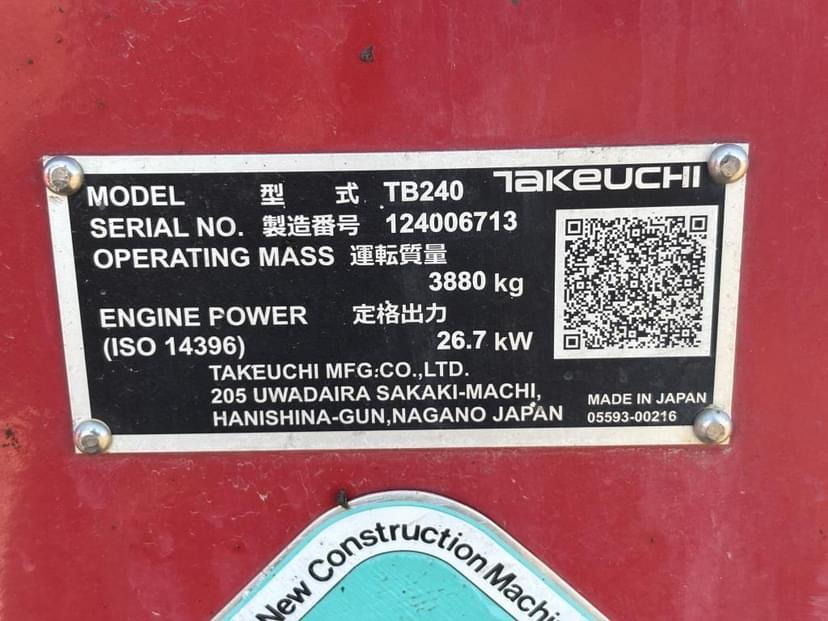 MODEL 型 式 TB240 TAKEUCHI
SERIAL NO. 製造番号 124006713
OPERATING MASS 運転質量
3880 kg
ENGINE POWER 定格出力
(ISO 14396) 26.7 kW
TAKEUCHI MFG.CO.,LTD.
205 UWADAIRA SAKAKI-MACHI,
HANISHINA-GUN,NAGANO JAPAN
MADE IN JAPAN
05593-00216
New Construction